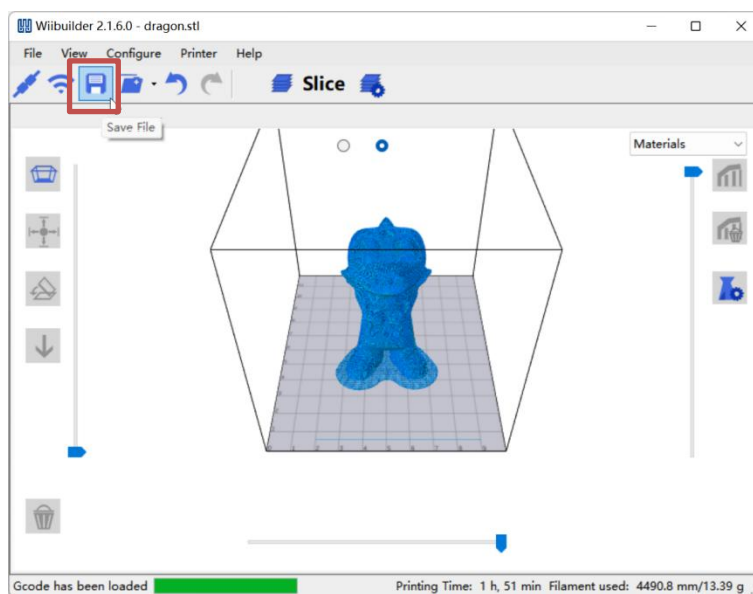 Wiibuilder 2.1.6.0 - dragon.stl
File View Configure Printer Help
Slice
Save File
Materials
Gcode has been loaded Printing Time: 1 h, 51 min Filament used: 4490.8 mm/13.39 g